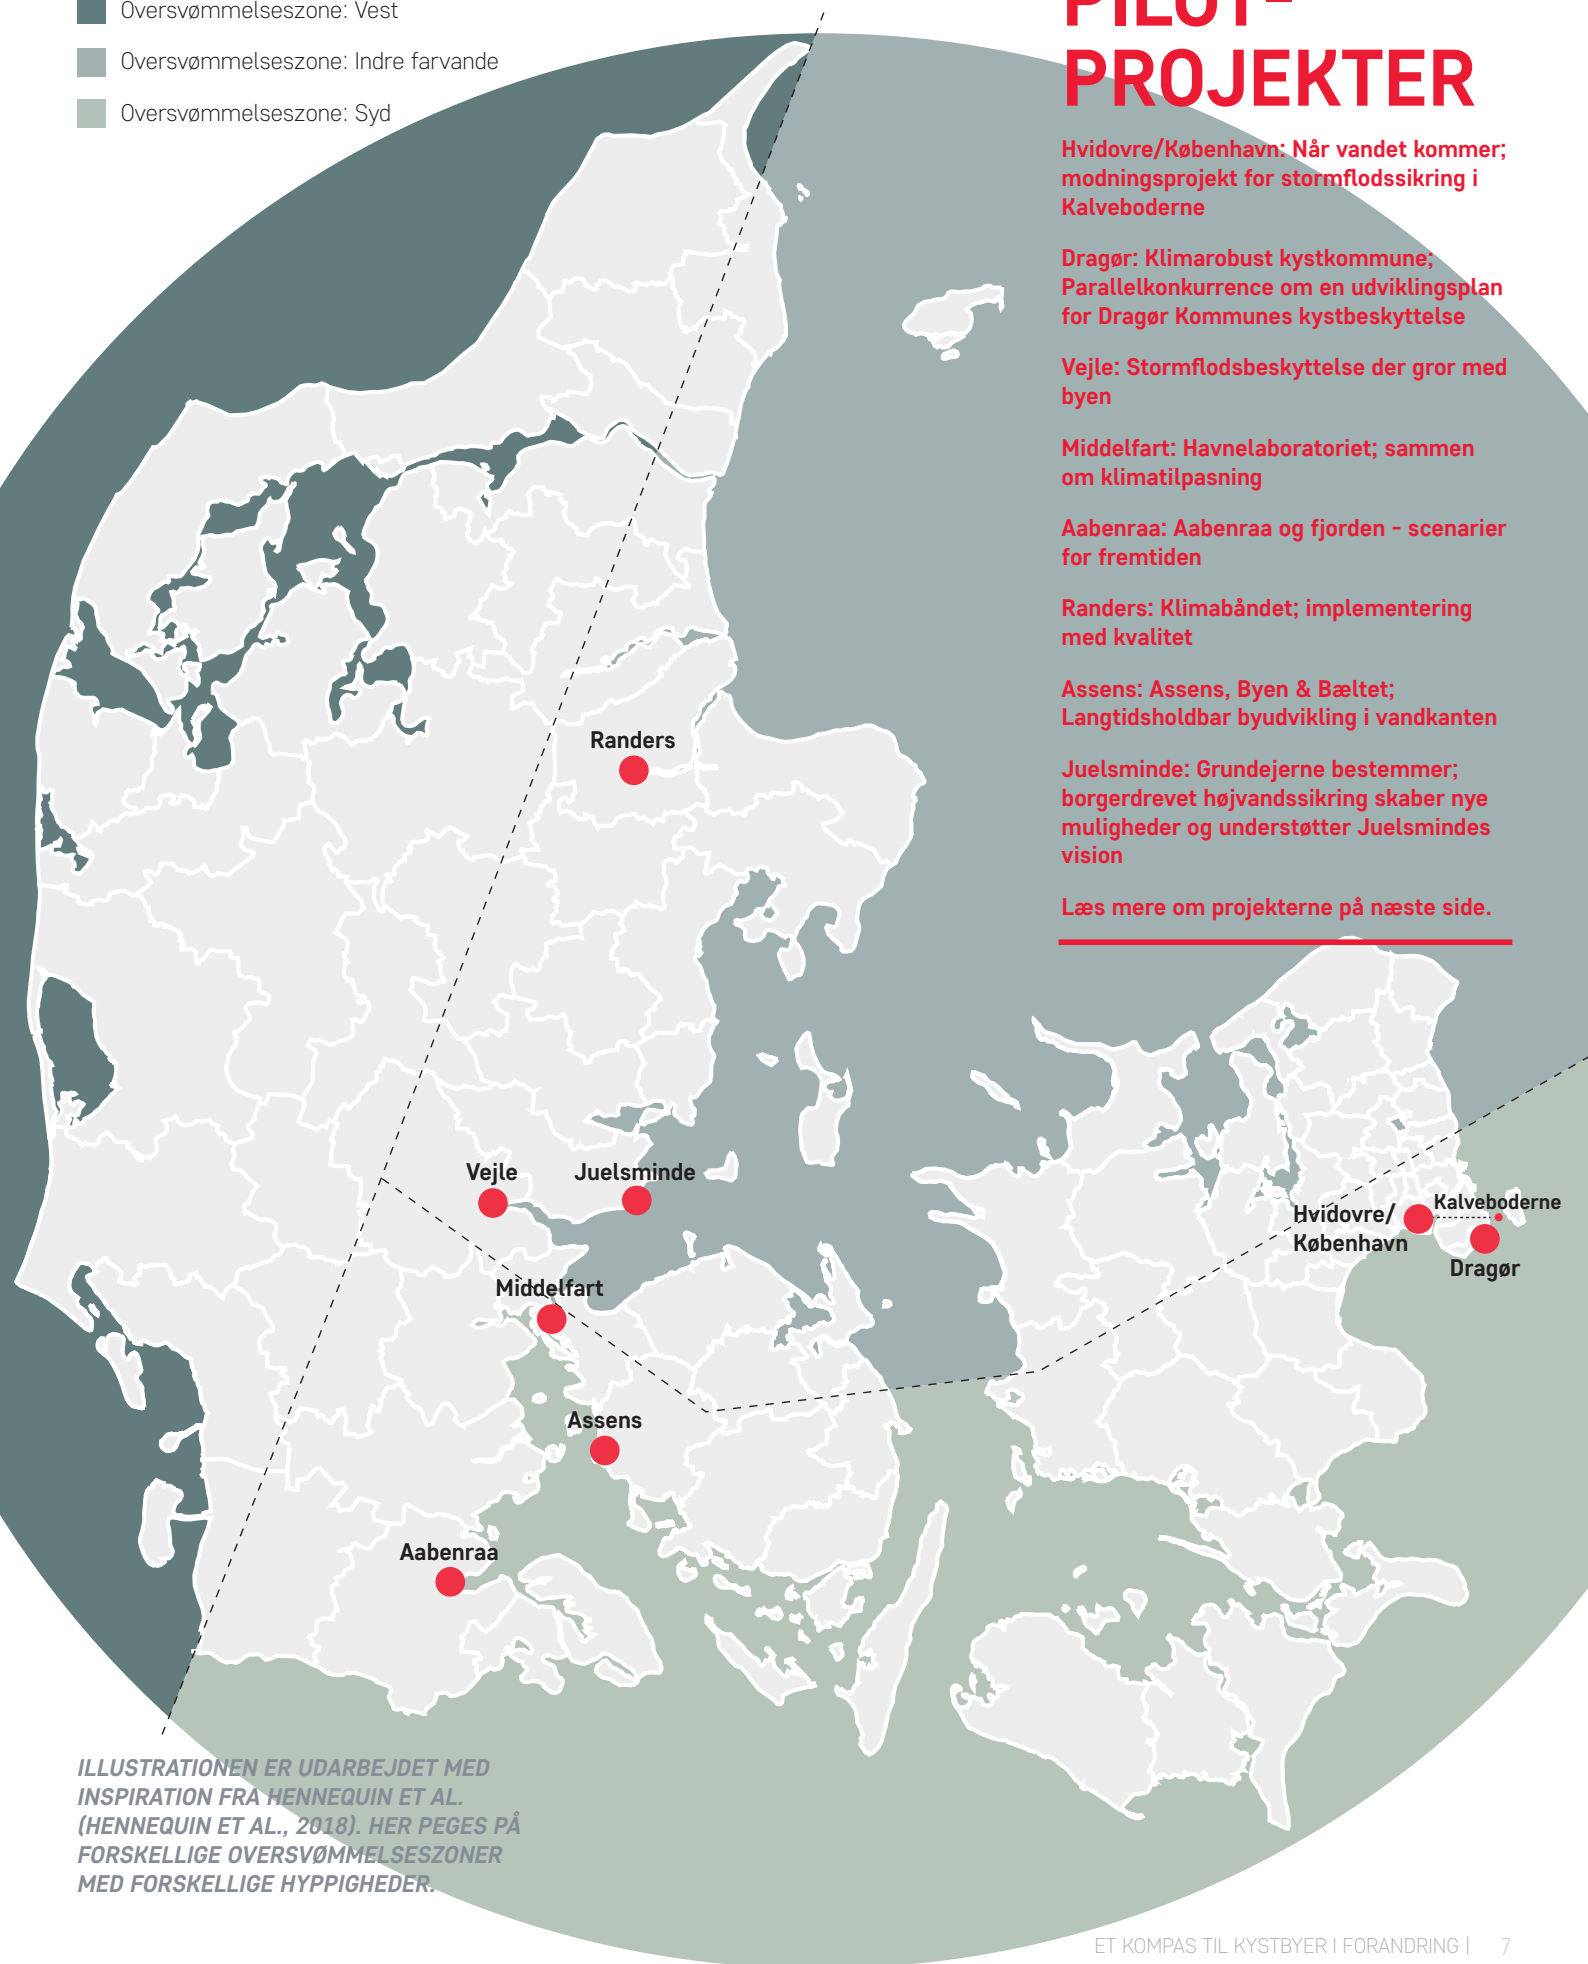 Oversvømmelseszone: Vest
Oversvømmelseszone: Indre farvande
Oversvømmelseszone: Syd
PILOT-
PROJEKTER
Hvidovre/København: Når vandet kommer;
modningsprojekt for stormflodssikring i
Kalveboderne
Dragør: Klimarobust kystkommune;
Parallelkonkurrence om en udviklingsplan
for Dragør Kommunes kystbeskyttelse
Vejle: Stormflodsbeskyttelse der gror med
byen
Middelfart: Havnelaboratoriet; sammen
om klimatilpasning
Aabenraa: Aabenraa og fjorden - scenarier
for fremtiden
Randers: Klimabåndet; implementering
med kvalitet
Assens: Assens, Byen & Bæltet;
Langtidsholdbar byudvikling i vandkanten
Juelsminde: Grundejerne bestemmer;
borgerdrevet højvandssikring skaber nye
muligheder og understøtter Juelsmindes
vision
Læs mere om projekterne på næste side.
Randers
Vejle
Juelsminde
Hvidovre/
København
Kalveboderne
Dragør
Middelfart
Assens
Aabenraa
ILLUSTRATIONEN ER UDARBEJDET MED
INSPIRATION FRA HENNEQUIN ET AL.
(HENNEQUIN ET AL., 2018). HER PEGES PÅ
FORSKELLIGE OVERSVØMMELSESZONER
MED FORSKELLIGE HYPPIGHEDER.
ET KOMPAS TIL KYSTBYER I FORANDRING | 7